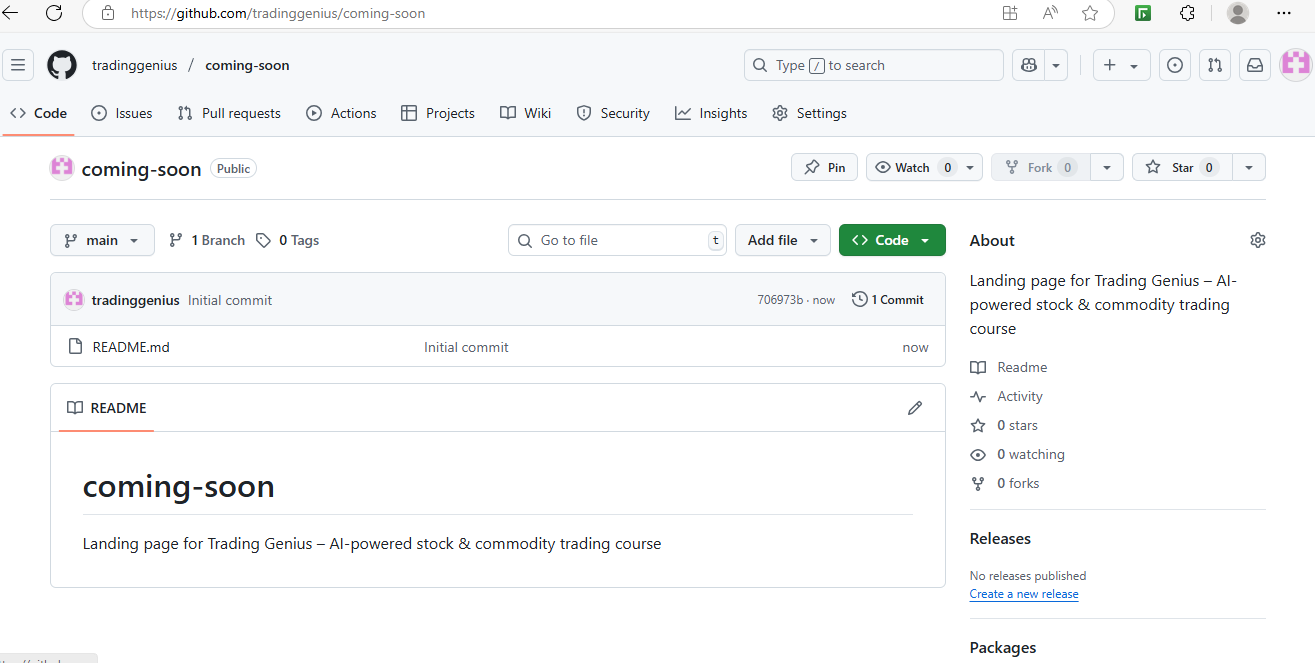 https://github.com/tradinggenius/coming-soon
tradinggenius / coming-soon
Type / to search
Code
Issues
Pull requests
Actions
Projects
Wiki
Security
Insights
Settings
coming-soon Public
Pin
Watch 0
Fork 0
Star 0
main
1 Branch
0 Tags
Go to file t
Add file
Code
tradinggenius Initial commit 706973b · now 1 Commit
README.md Initial commit now
README
coming-soon
Landing page for Trading Genius – AI-powered stock & commodity trading course
About
Landing page for Trading Genius – AI-
powered stock & commodity trading
course
Readme
Activity
0 stars
0 watching
0 forks
Releases
No releases published
Create a new release
Packages